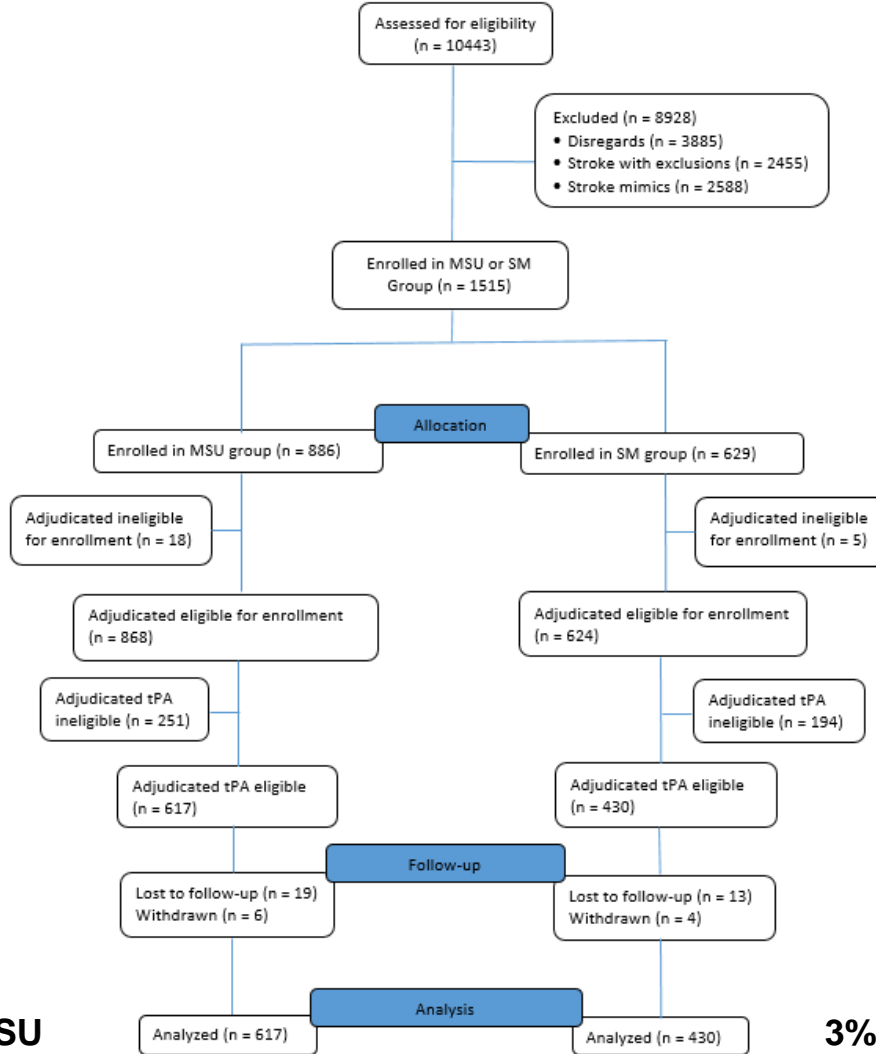 Assessed for eligibility
(n = 10443)
Excluded (n = 8928)
• Disregards (n = 3885)
• Stroke with exclusions (n = 2455)
• Stroke mimics (n = 2588)
Enrolled in MSU or SM
Group (n = 1515)
Allocation
Enrolled in MSU group (n = 886)
Enrolled in SM group (n = 629)
Adjudicated ineligible
for enrollment (n = 18)
Adjudicated ineligible
for enrollment (n = 5)
Adjudicated eligible for enrollment
(n = 868)
Adjudicated eligible for enrollment
(n = 624)
Adjudicated tPA
ineligible (n = 251)
Adjudicated tPA
ineligible (n = 194)
Adjudicated tPA eligible
(n = 617)
Adjudicated tPA eligible
(n = 430)
Follow-up
Lost to follow-up (n = 19)
Withdrawn (n = 6)
Lost to follow-up (n = 13)
Withdrawn (n = 4)
Analysis
Analyzed (n = 617)
Analyzed (n = 430)
SU
3%